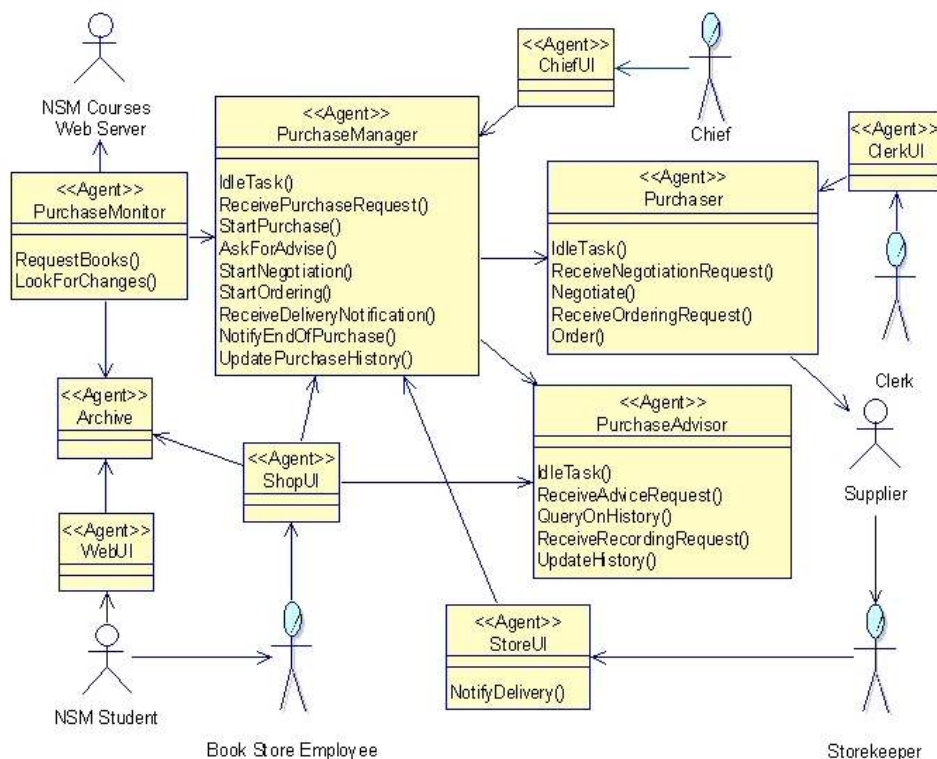 <<Agent>>
ChiefUI
NSM Courses
Web Server
Chief
<<Agent>>
PurchaseManager
IdleTask()
ReceivePurchaseRequest()
StartPurchase()
AskForAdvise()
StartNegotiation()
StartOrdering()
ReceiveDeliveryNotification()
NotifyEndOfPurchase()
UpdatePurchaseHistory()
<<Agent>>
ClerkUI
<<Agent>>
PurchaseMonitor
RequestBooks()
LookForChanges()
<<Agent>>
Purchaser
IdleTask()
ReceiveNegotiationRequest()
Negotiate()
ReceiveOrderingRequest()
Order()
Clerk
<<Agent>>
Archive
<<Agent>>
PurchaseAdvisor
IdleTask()
ReceiveAdviceRequest()
QueryOnHistory()
ReceiveRecordingRequest()
UpdateHistory()
<<Agent>>
ShopUI
Supplier
<<Agent>>
WebUI
<<Agent>>
StoreUI
NotifyDelivery()
NSM Student
Book Store Employee
Storekeeper